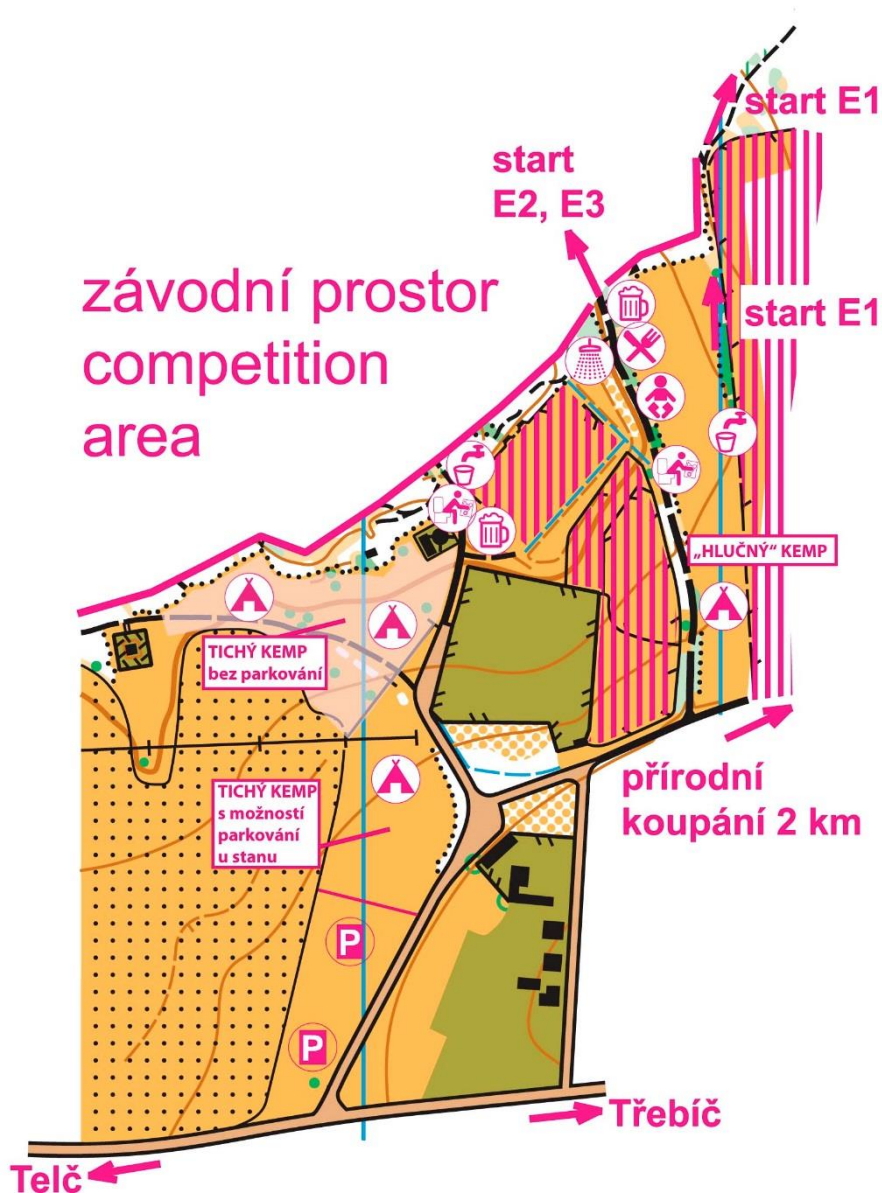 start E1
start
E2, E3
závodní prostor
competition
area
start E1
„HLUČNÝ“ KEMP
TICHÝ KEMP
bez parkování
TICHÝ KEMP
s možností
parkování
u stanu
přírodní
koupání 2 km
P
P
Třebíč
Telč